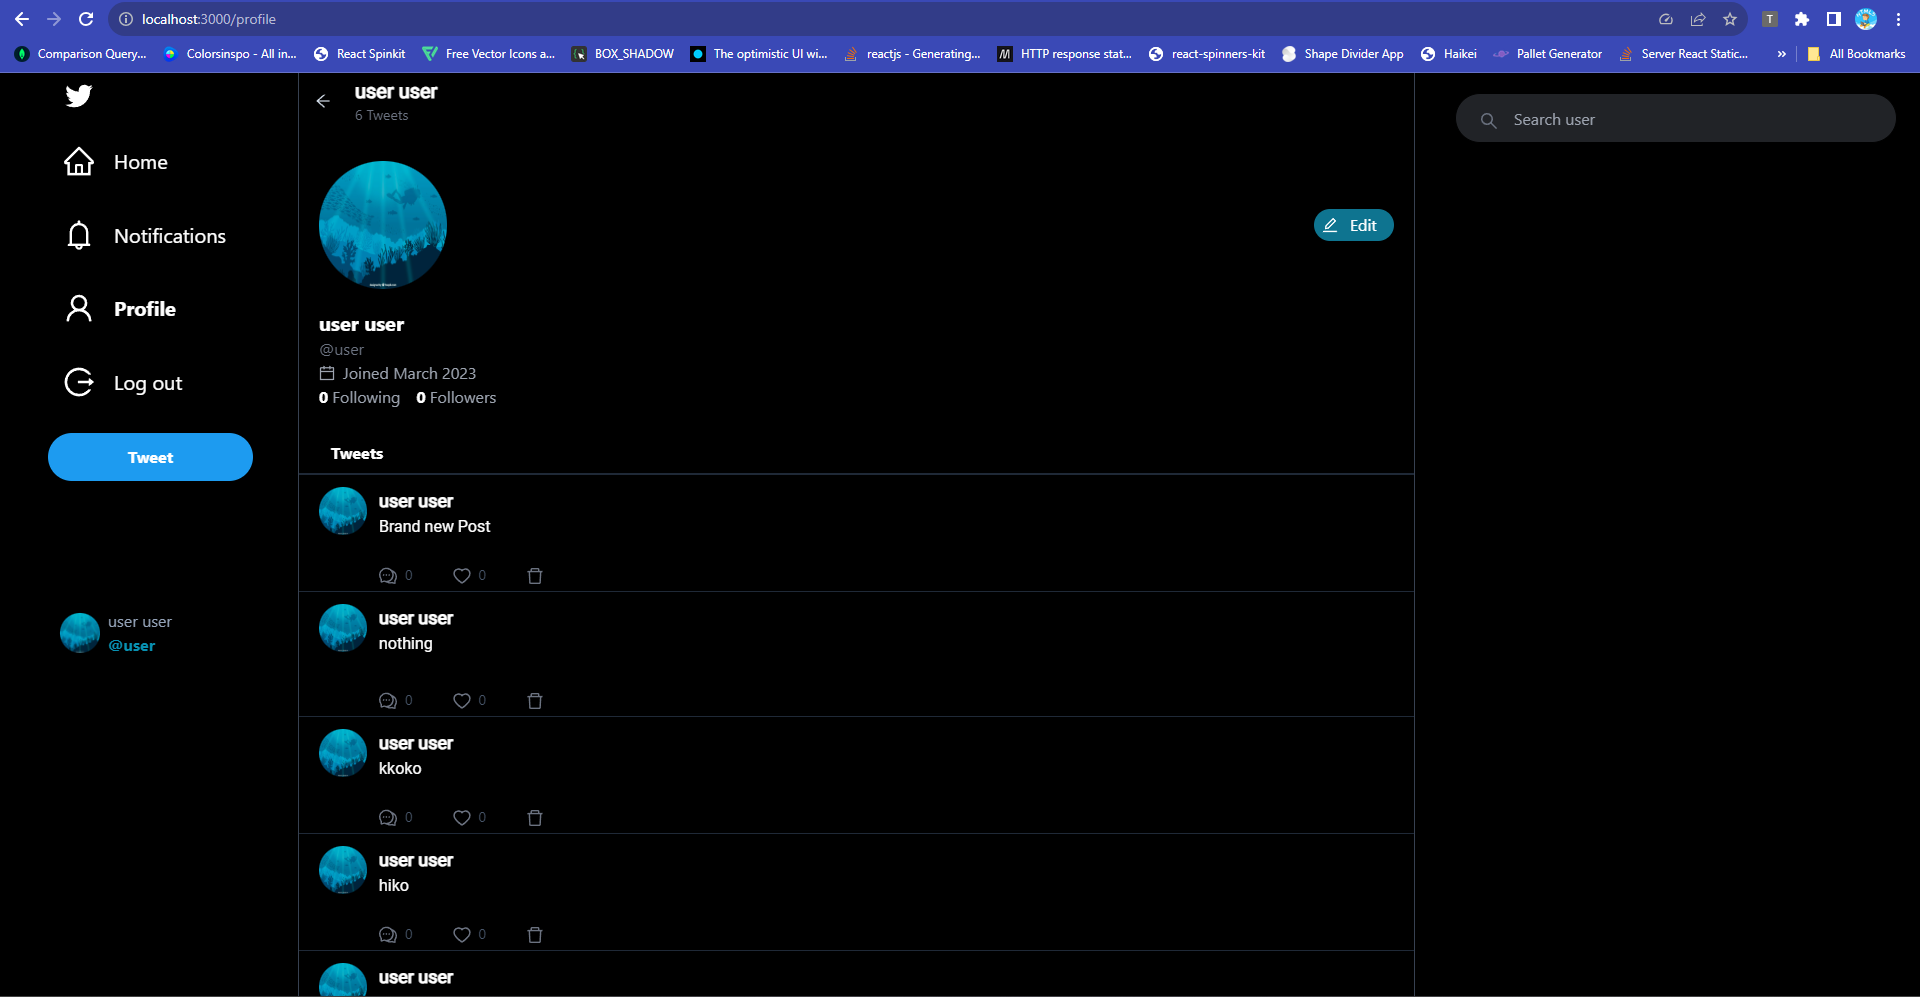 localhost:3000/profile
T
Comparison Query... Colorsinspo - All in... React Spinkit Free Vector Icons a... BOX_SHADOW The optimistic UI wi... reactjs - Generating... HTTP response stat... react-spinners-kit Shape Divider App Haikei Pallet Generator Server React Static... » All Bookmarks
Home
Notifications
Profile
Log out
Tweet
user user
@user
user user
6 Tweets
Edit
user user
@user
Joined March 2023
0 Following 0 Followers
Tweets
user user
Brand new Post
0 0
user user
nothing
0 0
user user
kkoko
0 0
user user
hiko
0 0
user user
Search user